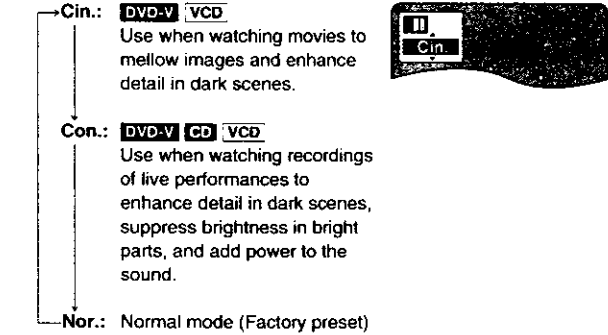 Cin.: DVD-V VCD
Use when watching movies to
mellow images and enhance
detail in dark scenes.
Cin.
Con.: DVD-V CD VCD
Use when watching recordings
of live performances to
enhance detail in dark scenes,
suppress brightness in bright
parts, and add power to the
sound.
Nor.: Normal mode (Factory preset)